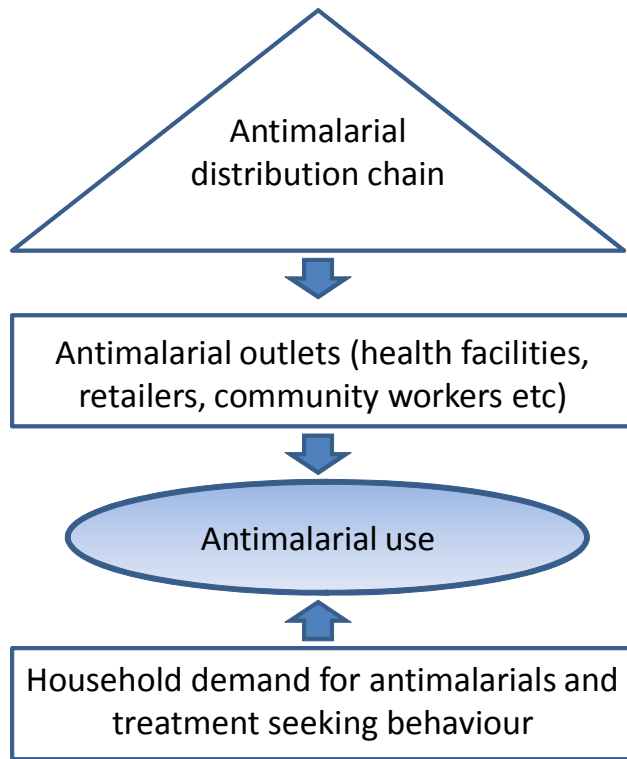 Antimalarial
distribution chain
Antimalarial outlets (health facilities,
retailers, community workers etc)
Antimalarial use
Household demand for antimalarials and
treatment seeking behaviour